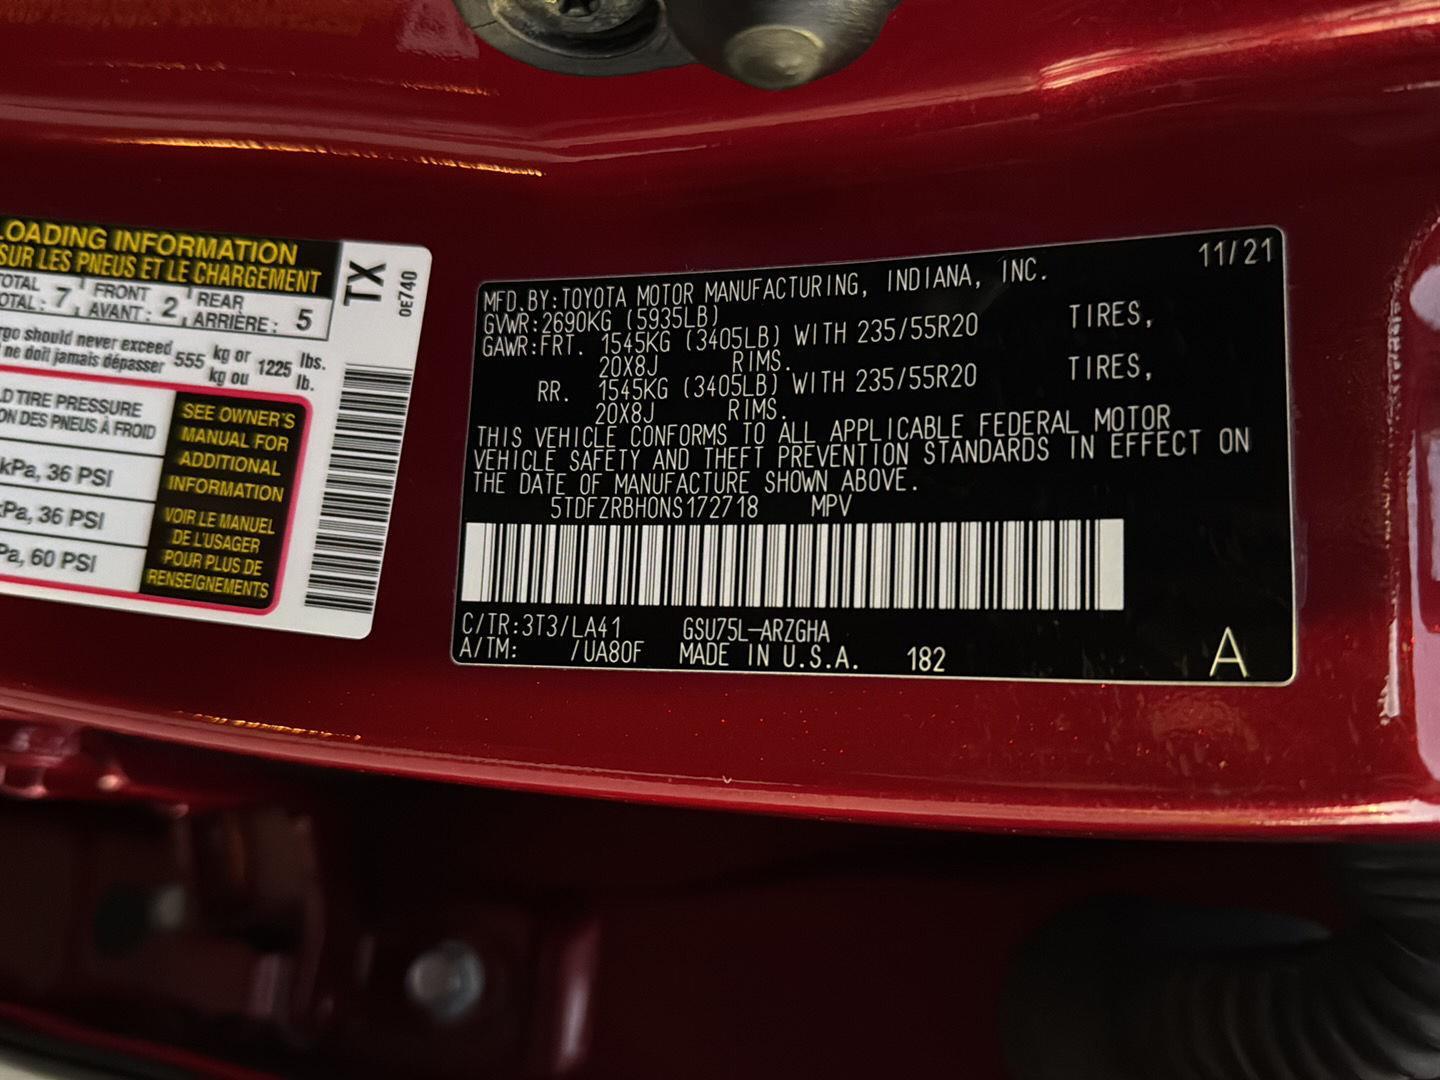 LOADING INFORMATION
SUR LES PNEUS ET LE CHARGEMENT
TOTAL FRONT REAR
TOTAL: 7 AVANT: 2 ARRIÈRE: 5
should never exceed 555 kg or 1225 lbs.
ne doit jamais dépasser kg ou lb.
TIRE PRESSURE
DES PNEUS À FROID
kPa, 36 PSI
kPa, 36 PSI
kPa, 60 PSI
SEE OWNER'S
MANUAL FOR
ADDITIONAL
INFORMATION
VOIR LE MANUEL
DE L'USAGER
POUR PLUS DE
RENSEIGNEMENTS
TX
0E740
11/21
MFD.BY:TOYOTA MOTOR MANUFACTURING, INDIANA, INC.
GVWR:2690KG (5935LB)
GAWR:FRT. 1545KG (3405LB) WITH 235/55R20 TIRES,
20X8J RIMS.
RR. 1545KG (3405LB) WITH 235/55R20 TIRES,
20X8J RIMS.
THIS VEHICLE CONFORMS TO ALL APPLICABLE FEDERAL MOTOR
VEHICLE SAFETY AND THEFT PREVENTION STANDARDS IN EFFECT ON
THE DATE OF MANUFACTURE SHOWN ABOVE.
5TDFZRBH0NS172718 MPV
C/TR:3T3/LA41 GSU75L-ARZGHA
A/TM: /UA80F MADE IN U.S.A. 182 A